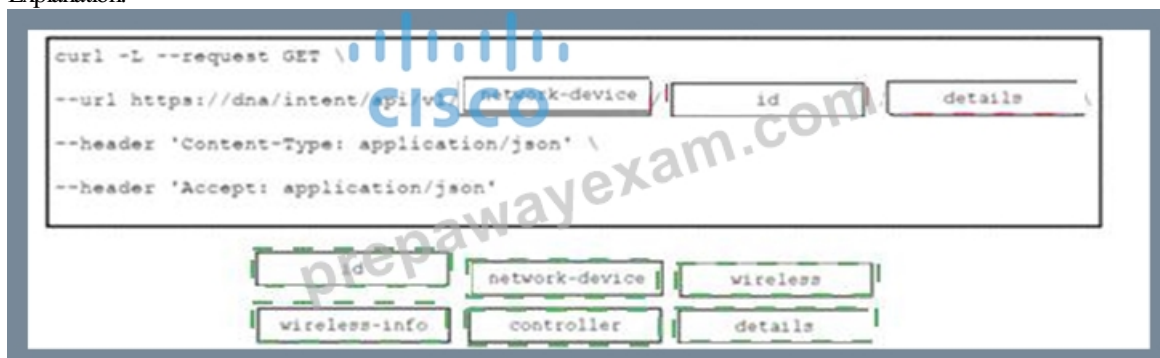 Explanation:
curl -L --request GET \
--url https://dna/intent/api/v1/ network-device / id / details \
--header 'Content-Type: application/json' \
--header 'Accept: application/json'
CISCO
prepawayexam.com
id network-device wireless
wireless-info controller details